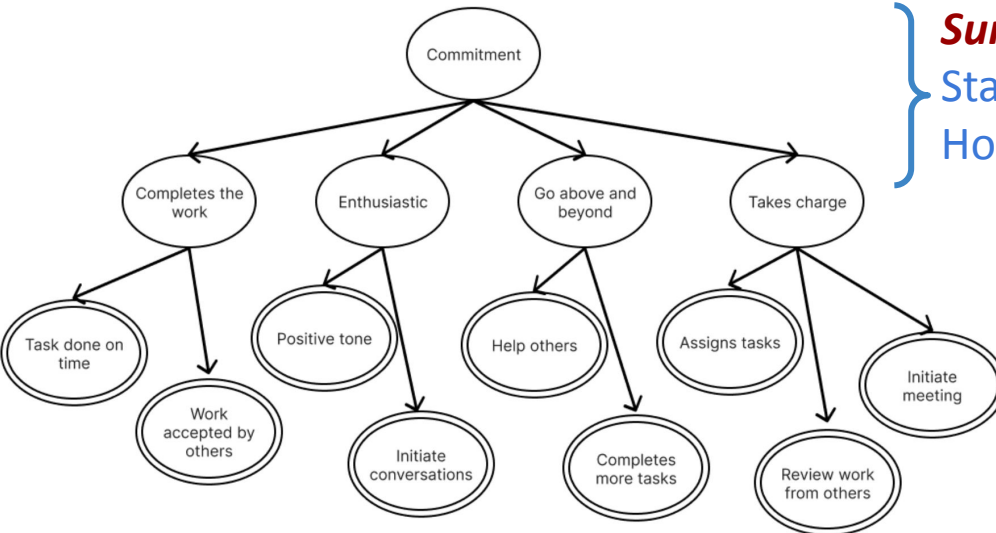 Commitment
Completes the
work
Enthusiastic
Go above and
beyond
Takes charge
Task done on
time
Work
accepted by
others
Positive tone
Initiate
conversations
Help others
Completes
more tasks
Assigns tasks
Review work
from others
Initiate
meeting